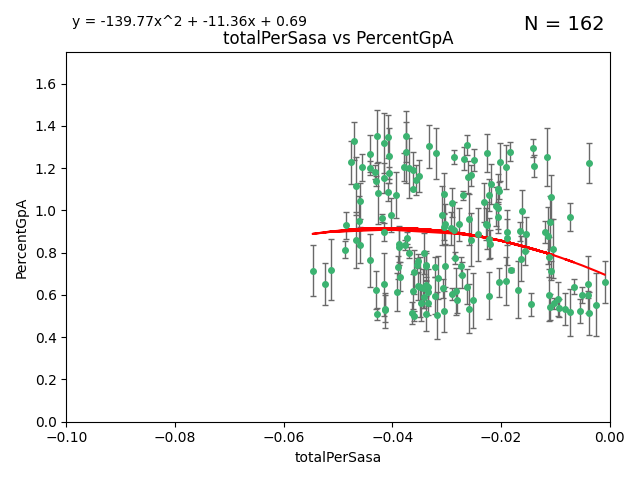 y = -139.77x^2 + -11.36x + 0.69
N = 162
totalPerSasa vs PercentGpA
PercentGpA
1.6
1.4
1.2
1.0
0.8
0.6
0.4
0.2
0.0
−0.10 −0.08 −0.06 −0.04 −0.02 0.00
totalPerSasa